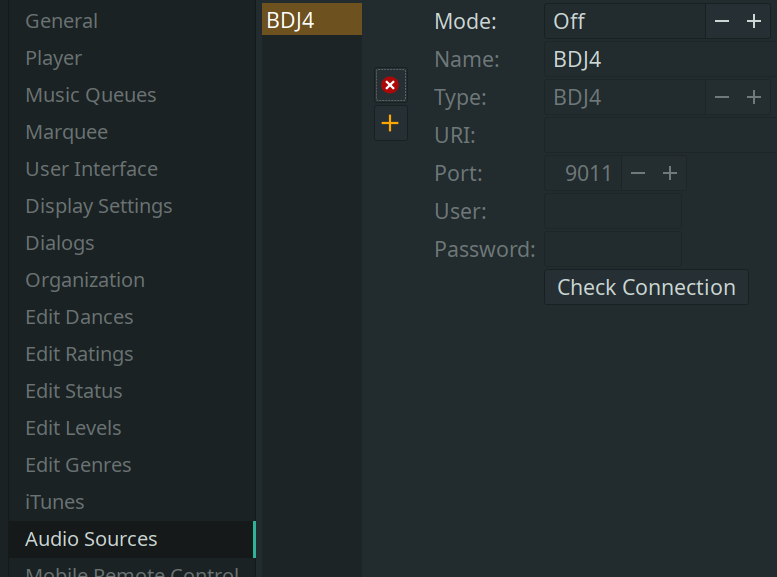 General
Player
Music Queues
Marquee
User Interface
Display Settings
Dialogs
Organization
Edit Dances
Edit Ratings
Edit Status
Edit Levels
Edit Genres
iTunes
Audio Sources
Mobile Remote Control
BDJ4
Mode: Off
Name: BDJ4
Type: BDJ4
URI:
Port: 9011
User:
Password:
Check Connection